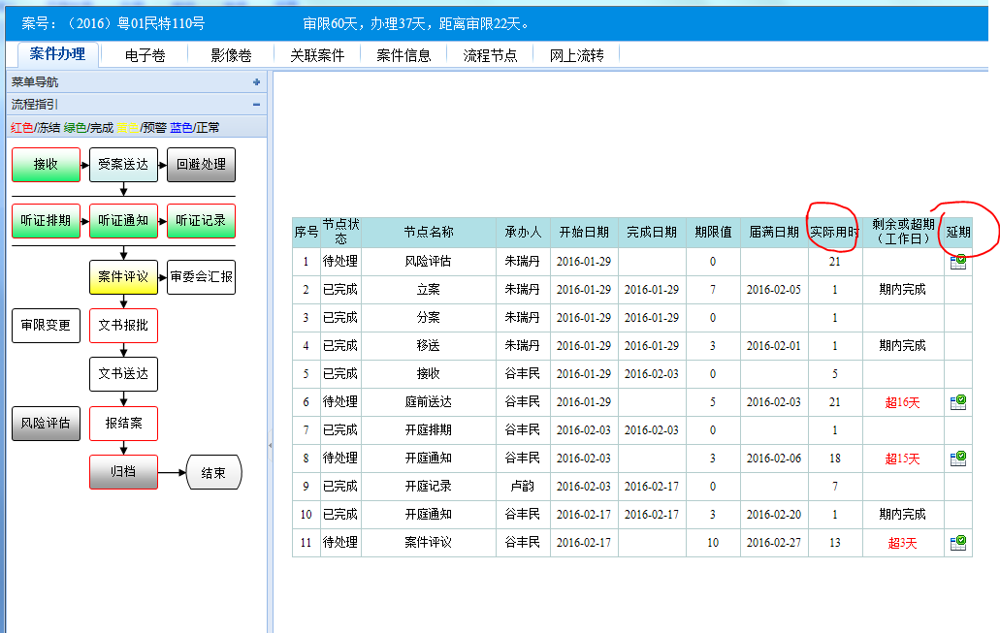 案号：（2016）粤01民特110号 审限60天，办理37天，距离审限22天。
案件办理 电子卷 影像卷 关联案件 案件信息 流程节点 网上流转
菜单导航
流程指引
红色/冻结 绿色/完成 黄色/预警 蓝色/正常
接收 受案送达 回避处理
听证排期 听证通知 听证记录
案件评议 审委会汇报
审限变更 文书报批
文书送达
风险评估 报结案
归档 结束
序号 节点状态 节点名称 承办人 开始日期 完成日期 期限值 届满日期 实际用时 剩余或超期（工作日） 延期
1 待处理 风险评估 朱瑞丹 2016-01-29 0 21
2 已完成 立案 朱瑞丹 2016-01-29 2016-01-29 7 2016-02-05 1 期内完成
3 已完成 分案 朱瑞丹 2016-01-29 2016-01-29 0 1
4 已完成 移送 朱瑞丹 2016-01-29 2016-01-29 3 2016-02-01 1 期内完成
5 已完成 接收 谷丰民 2016-01-29 2016-02-03 0 5
6 待处理 庭前送达 谷丰民 2016-01-29 5 2016-02-03 21 超16天
7 已完成 开庭排期 谷丰民 2016-02-03 2016-02-03 0 1
8 待处理 开庭通知 谷丰民 2016-02-03 3 2016-02-06 18 超15天
9 已完成 开庭记录 卢韵 2016-02-03 2016-02-17 0 7
10 已完成 开庭通知 谷丰民 2016-02-17 2016-02-17 3 2016-02-20 1 期内完成
11 待处理 案件评议 谷丰民 2016-02-17 10 2016-02-27 13 超3天